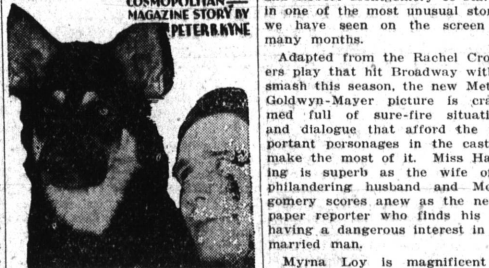 COSMOPOLITAN
MAGAZINE STORY BY
PETER B. KYNE
in one of the most unusual stor
we have seen on the screen
many months.
Adapted from the Rachel Cro
ers play that hit Broadway with
smash this season, the new Met
Goldwyn-Mayer picture is cra
med full of sure-fire situati
and dialogue that afford the
portant personages in the cast
make the most of it. Miss Ha
ing is superb as the wife of
philandering husband and Mo
gomery scores anew as the ne
paper reporter who finds his
having a dangerous interest in
married man.
Myrna Loy is magnificent